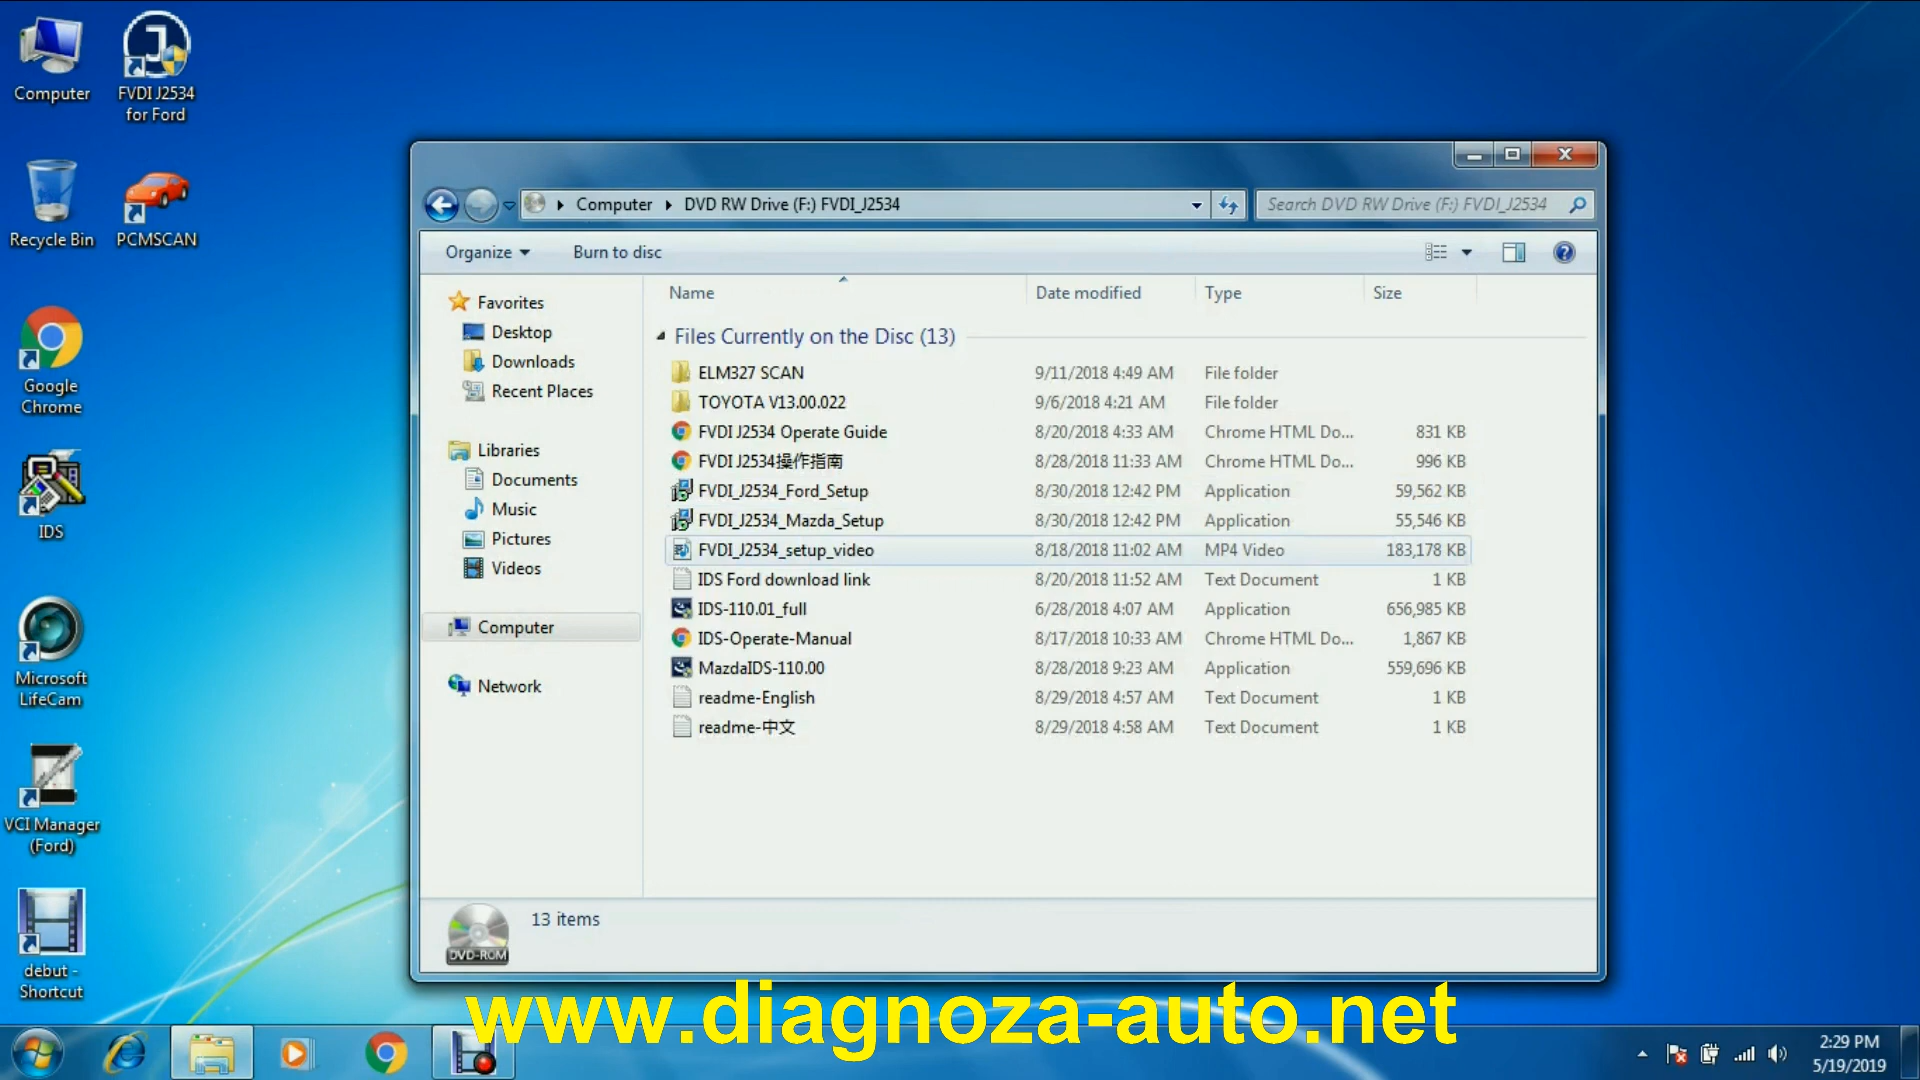 Computer
FVDI J2534
for Ford
Recycle Bin
PCMSCAN
Google
Chrome
IDS
Microsoft
LifeCam
VCI Manager
(Ford)
debut -
Shortcut
Computer DVD RW Drive (F:) FVDI_J2534
Search DVD RW Drive (F:) FVDI_J2534
Organize Burn to disc
Favorites
Desktop
Downloads
Recent Places
Libraries
Documents
Music
Pictures
Videos
Computer
Network
Name Date modified Type Size
Files Currently on the Disc (13)
ELM327 SCAN 9/11/2018 4:49 AM File folder
TOYOTA V13.00.022 9/6/2018 4:21 AM File folder
FVDI J2534 Operate Guide 8/20/2018 4:33 AM Chrome HTML Do... 831 KB
FVDI J2534操作指南 8/28/2018 11:33 AM Chrome HTML Do... 996 KB
FVDI_J2534_Ford_Setup 8/30/2018 12:42 PM Application 59,562 KB
FVDI_J2534_Mazda_Setup 8/30/2018 12:42 PM Application 55,546 KB
FVDI_J2534_setup_video 8/18/2018 11:02 AM MP4 Video 183,178 KB
IDS Ford download link 8/20/2018 11:52 AM Text Document 1 KB
IDS-110.01_full 6/28/2018 4:07 AM Application 656,985 KB
IDS-Operate-Manual 8/17/2018 10:33 AM Chrome HTML Do... 1,867 KB
MazdaIDS-110.00 8/28/2018 9:23 AM Application 559,696 KB
readme-English 8/29/2018 4:57 AM Text Document 1 KB
readme-中文 8/29/2018 4:58 AM Text Document 1 KB
13 items
DVD-ROM
www.diagnoza-auto.net
2:29 PM
5/19/2019